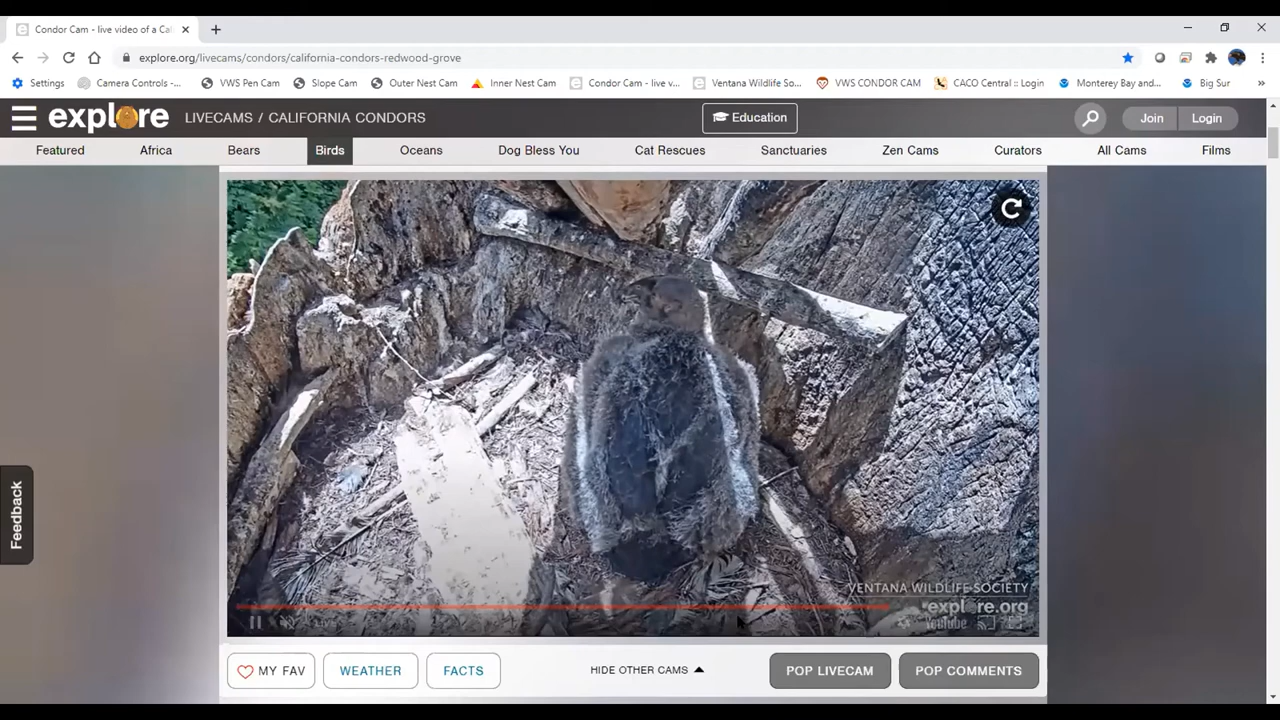 Condor Cam - live video of a Cal
explore.org/livecams/condors/california-condors-redwood-grove
Settings Camera Controls -... VWS Pen Cam Slope Cam Outer Nest Cam Inner Nest Cam Condor Cam - live v... Ventana Wildlife So... VWS CONDOR CAM CACO Central :: Login Monterey Bay and... Big Sur
explore LIVECAMS / CALIFORNIA CONDORS Education Join Login
Featured Africa Bears Birds Oceans Dog Bless You Cat Rescues Sanctuaries Zen Cams Curators All Cams Films
Feedback
VENTANA WILDLIFE SOCIETY
explore.org
LIVE YouTube
MY FAV WEATHER FACTS HIDE OTHER CAMS POP LIVECAM POP COMMENTS